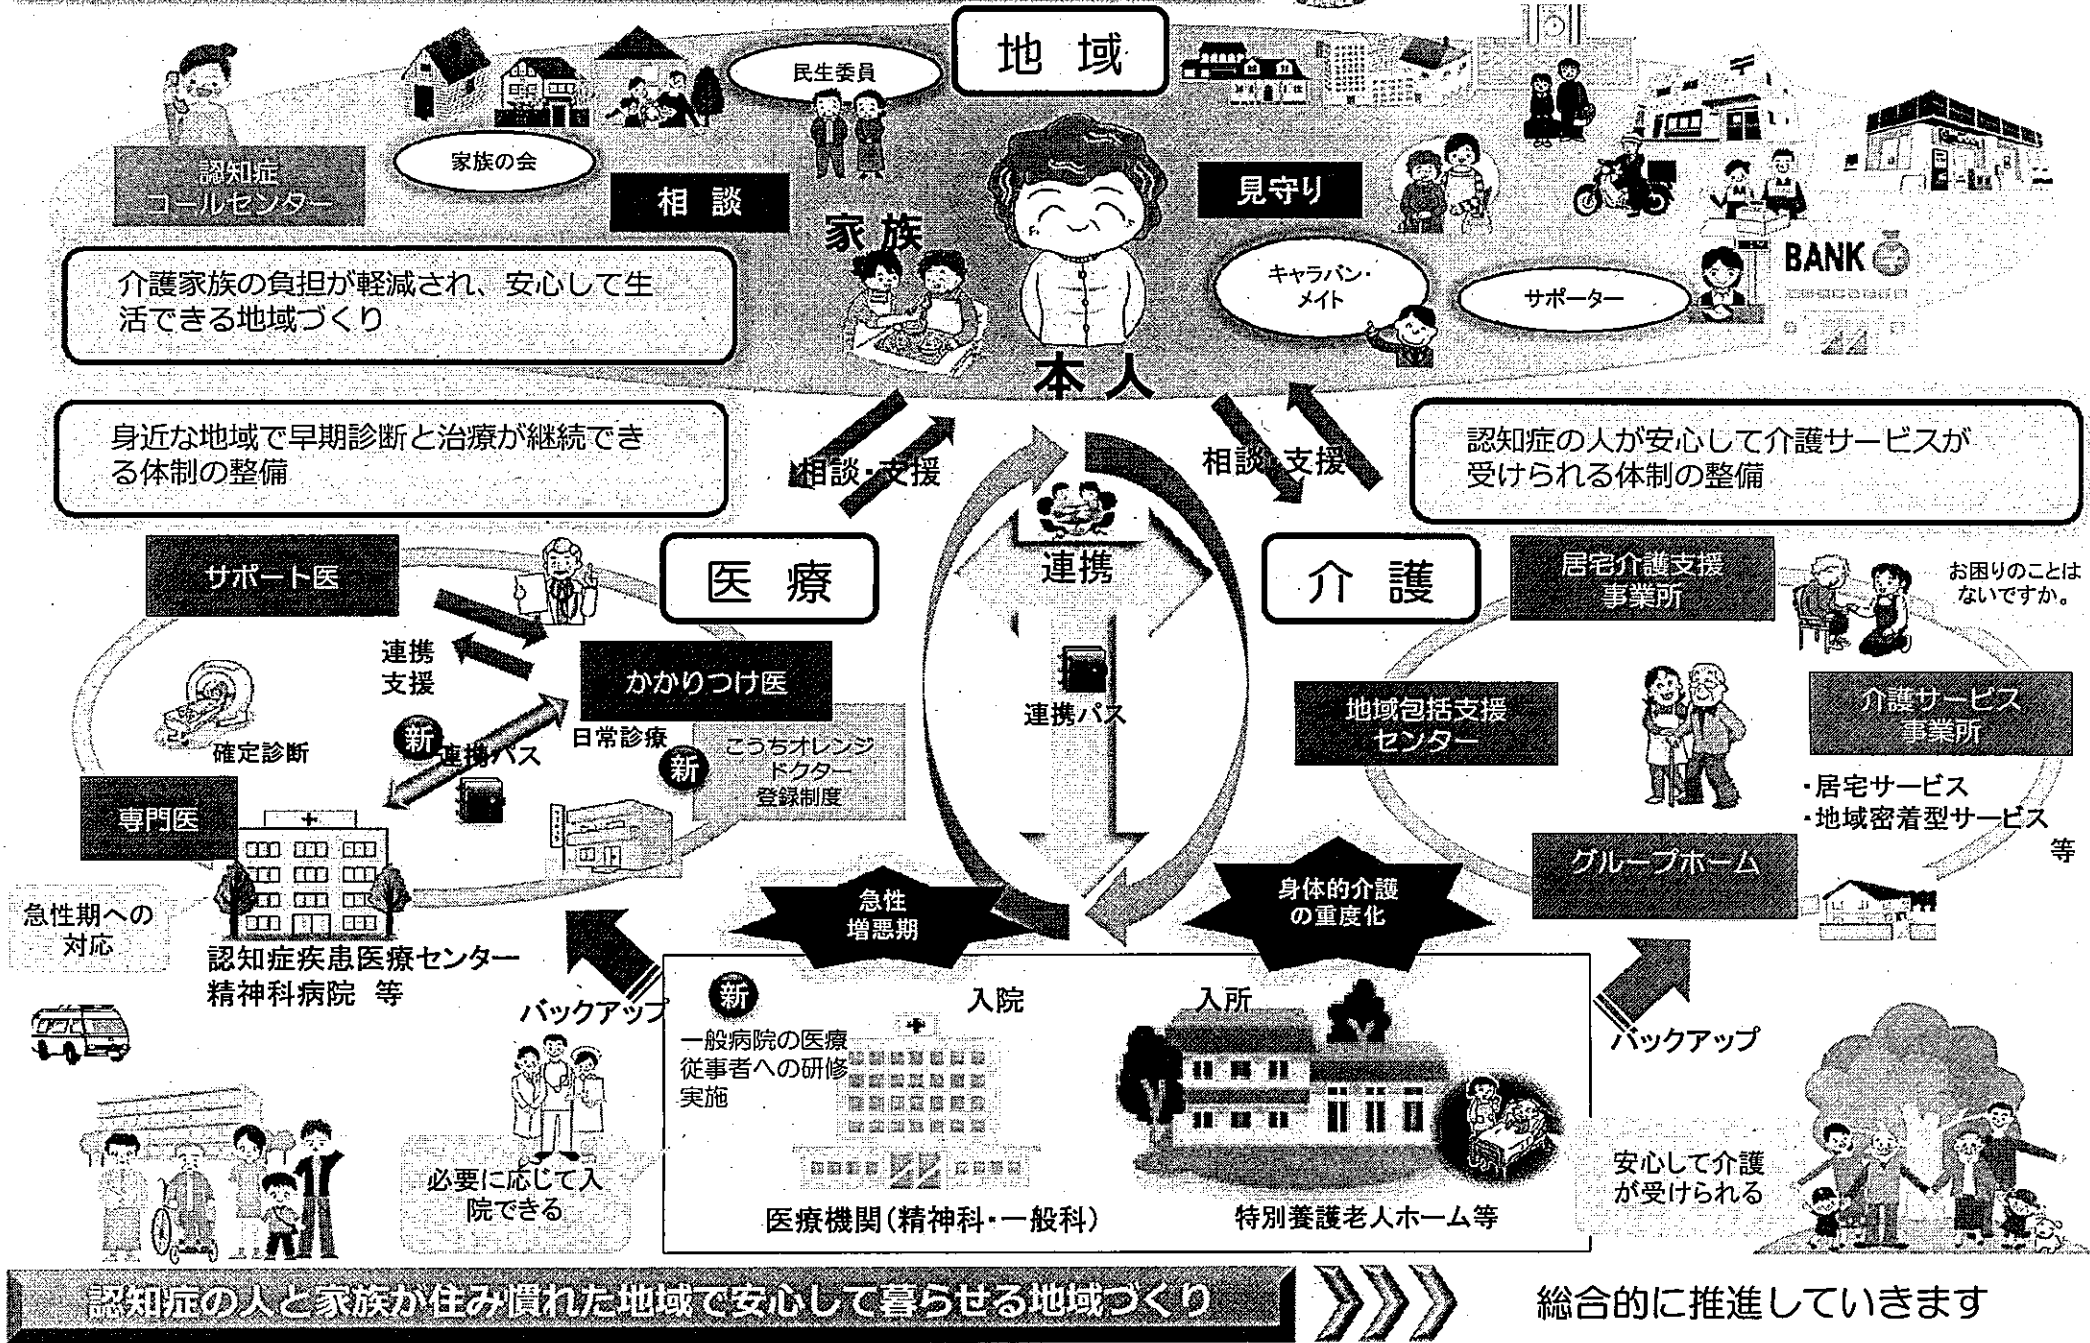 地域
民生委員
家族の会
認知症
コールセンター
相談
家族
本人
見守り
キャラバン・
メイト
サポーター
BANK
介護家族の負担が軽減され、安心して生
活できる地域づくり
身近な地域で早期診断と治療が継続でき
る体制の整備
相談・支援
相談・支援
認知症の人が安心して介護サービスが
受けられる体制の整備
サポート医
医療
連携
介護
居宅介護支援
事業所
お困りのことは
ないですか。
連携
支援
かかりつけ医
日常診療
確定診断
新
連携パス
新
こうちオレンジ
ドクター
登録制度
連携パス
地域包括支援
センター
介護サービス
事業所
・居宅サービス
・地域密着型サービス
等
専門医
グループホーム
急性期への
対応
認知症疾患医療センター
精神科病院 等
急性
増悪期
身体的介護
の重度化
バックアップ
新
一般病院の医療
従事者への研修
実施
入院
入所
バックアップ
必要に応じて入
院できる
医療機関(精神科・一般科)
特別養護老人ホーム等
安心して介護
が受けられる
認知症の人と家族が住み慣れた地域で安心して暮らせる地域づくり
総合的に推進していきます